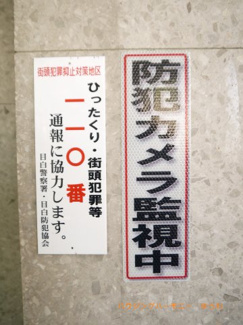 街頭犯罪抑止対策地区
ひったくり・街頭犯罪等
一一〇番
通報に協力します。
目白警察署・目白防犯協会
防犯カメラ監視中